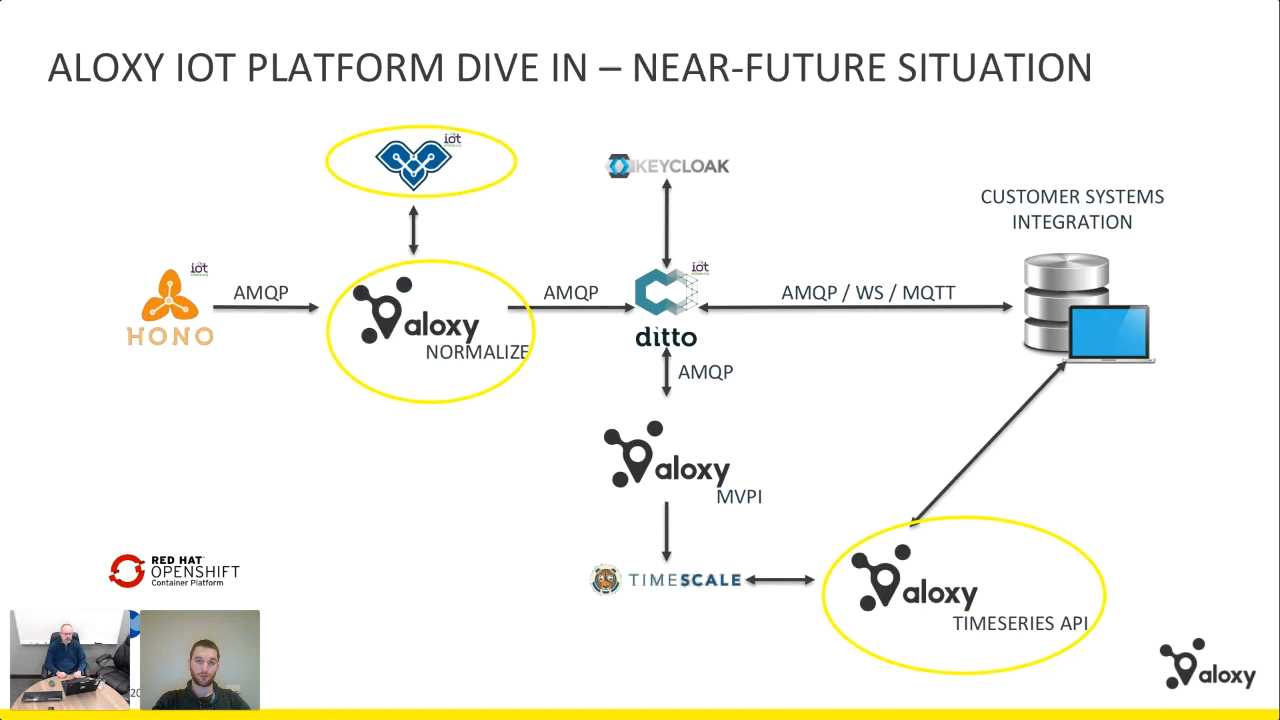 ALOXY IOT PLATFORM DIVE IN – NEAR-FUTURE SITUATION
iot
KEYCLOAK
CUSTOMER SYSTEMS
INTEGRATION
iot
iot
AMQP
AMQP
AMQP / WS / MQTT
HONO
aloxy
NORMALIZE
ditto
AMQP
aloxy
MVPI
RED HAT
OPENSHIFT
Container Platform
TIMESCALE
aloxy
TIMESERIES API
aloxy
20